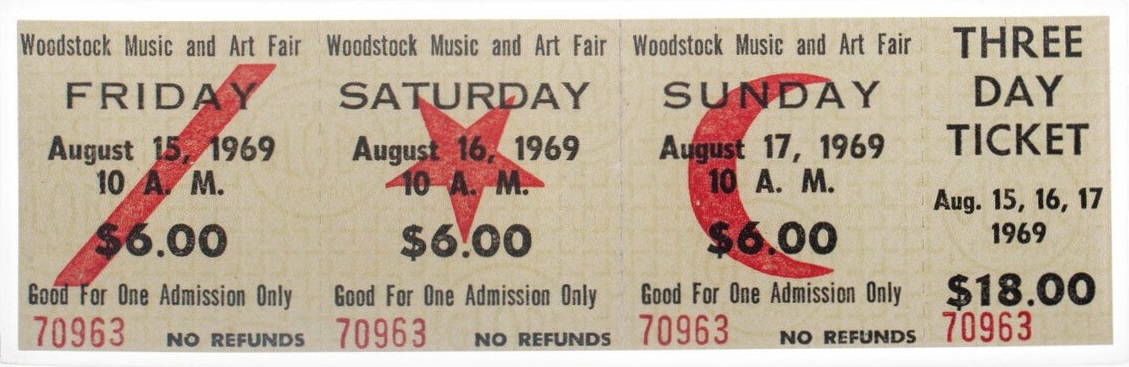 Woodstock Music and Art Fair
FRIDAY
August 15, 1969
10 A. M.
$6.00
Good For One Admission Only
70963 NO REFUNDS
Woodstock Music and Art Fair
SATURDAY
August 16, 1969
10 A. M.
$6.00
Good For One Admission Only
70963 NO REFUNDS
Woodstock Music and Art Fair
SUNDAY
August 17, 1969
10 A. M.
$6.00
Good For One Admission Only
70963 NO REFUNDS
THREE
DAY
TICKET
Aug. 15, 16, 17
1969
$18.00
70963